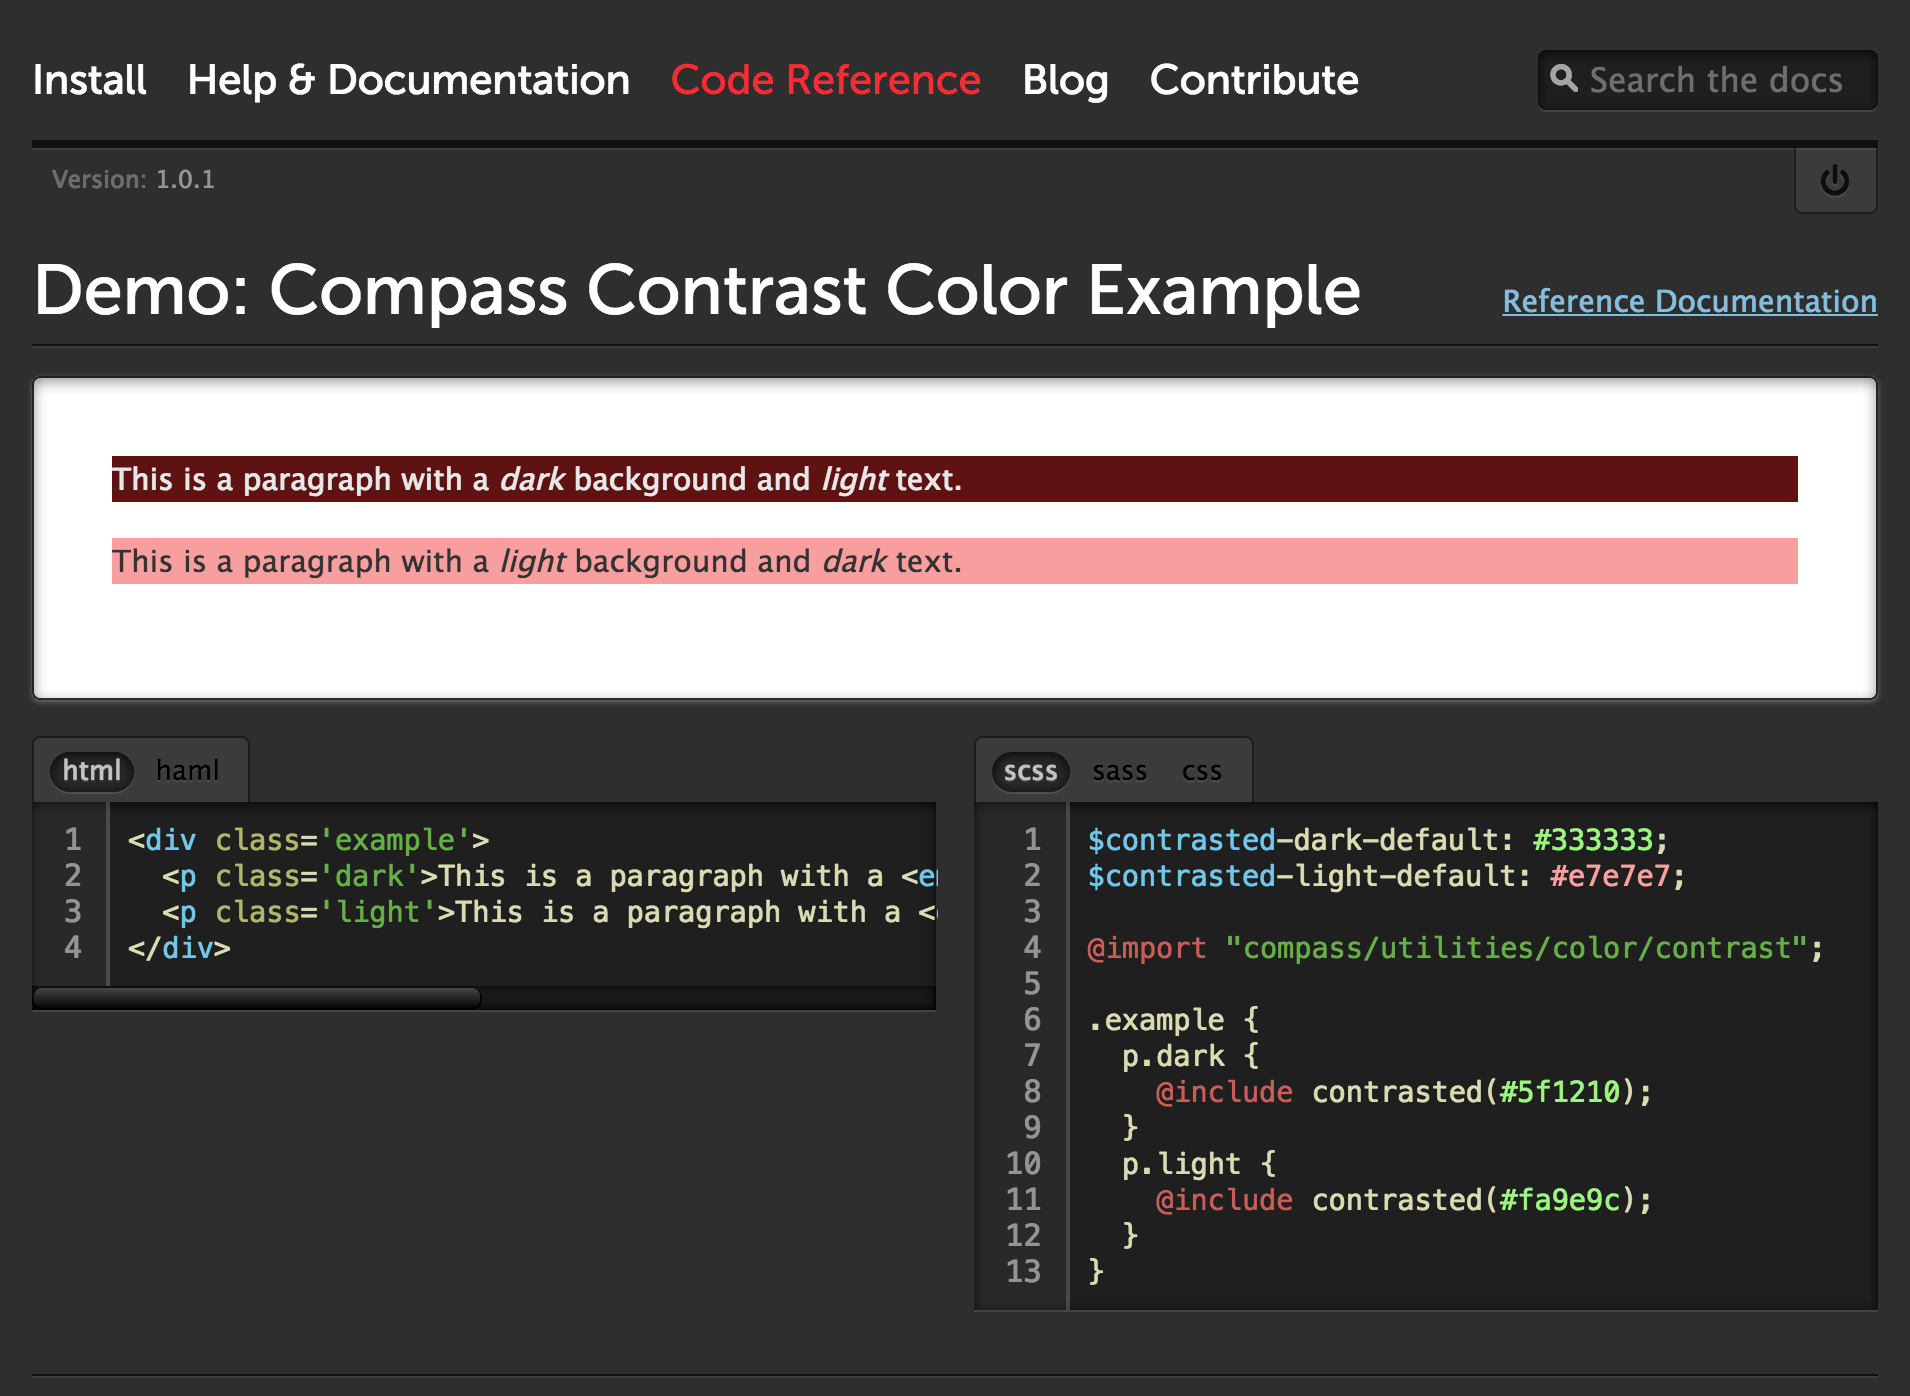 Install Help & Documentation Code Reference Blog Contribute Search the docs
Version: 1.0.1
Demo: Compass Contrast Color Example
Reference Documentation
This is a paragraph with a dark background and light text.
This is a paragraph with a light background and dark text.
html haml
1 <div class='example'>
2   <p class='dark'>This is a paragraph with a <e
3   <p class='light'>This is a paragraph with a <
4 </div>
scss sass css
1 $contrasted-dark-default: #333333;
2 $contrasted-light-default: #e7e7e7;
3
4 @import "compass/utilities/color/contrast";
5
6 .example {
7   p.dark {
8     @include contrasted(#5f1210);
9   }
10   p.light {
11     @include contrasted(#fa9e9c);
12   }
13 }